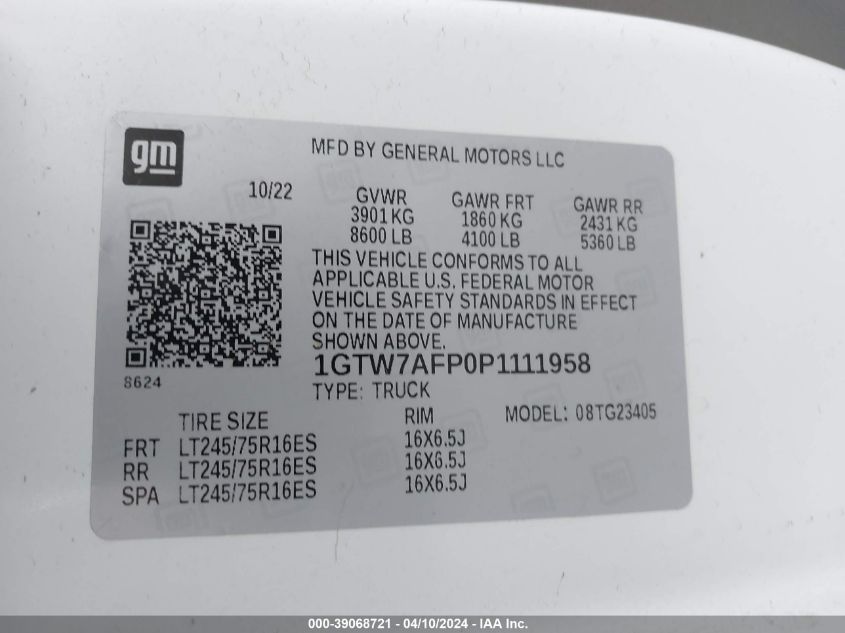 gm
MFD BY GENERAL MOTORS LLC
10/22
GVWR GAWR FRT GAWR RR
3901 KG 1860 KG 2431 KG
8600 LB 4100 LB 5360 LB
THIS VEHICLE CONFORMS TO ALL
APPLICABLE U.S. FEDERAL MOTOR
VEHICLE SAFETY STANDARDS IN EFFECT
ON THE DATE OF MANUFACTURE
SHOWN ABOVE.
1GTW7AFP0P1111958
8624
TYPE: TRUCK
TIRE SIZE RIM MODEL: 08TG23405
FRT LT245/75R16ES 16X6.5J
RR LT245/75R16ES 16X6.5J
SPA LT245/75R16ES 16X6.5J
000-39068721 - 04/10/2024 - IAA Inc.